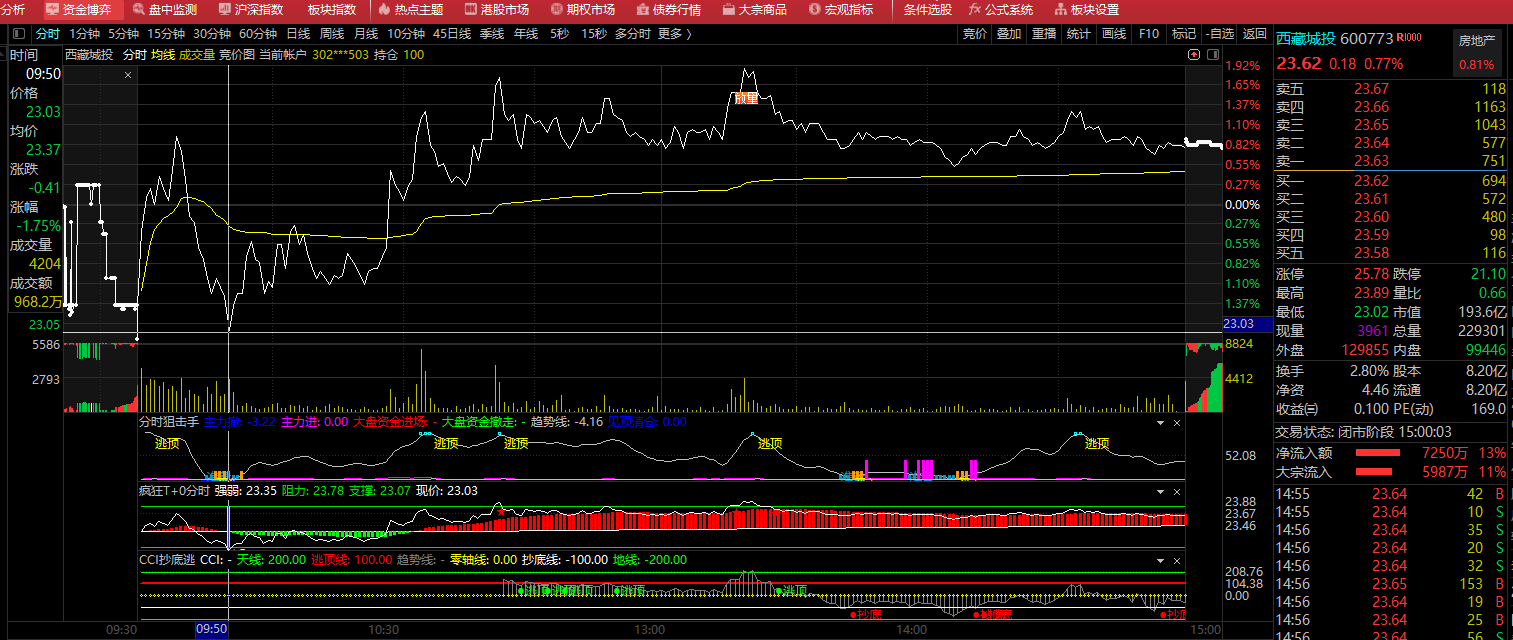 分析 资金博弈 盘中监测 沪深指数 板块指数 热点主题 港股市场 期权市场 债券行情 大宗商品 宏观指标 条件选股 公式系统 板块设置
分时 1分钟 5分钟 15分钟 30分钟 60分钟 日线 周线 月线 10分钟 45日线 季线 年线 5秒 15秒 多分时 更多 竞价 叠加 重播 统计 画线 F10 标记 -自选 返回
西藏城投 分时 均线 成交量 竞价图 当前帐户 302***503 持仓 100
时间
09:50
价格
23.03
均价
23.37
涨跌
-0.41
涨幅
-1.75%
成交量
4204
成交额
968.2万
23.05
5586
2793
放量
1.92%
1.65%
1.37%
1.10%
0.82%
0.55%
0.27%
0.00%
0.27%
0.55%
0.82%
1.10%
1.37%
23.03
8824
4412
分时狙击手 主力撤: -3.22 主力进: 0.00 大盘资金进场: - 大盘资金撤走: - 趋势线: -4.16 见顶清仓: 0.00
逃顶 逃顶 逃顶 逃顶 逃顶
52.08
疯狂T+0分时 强弱: 23.35 阻力: 23.78 支撑: 23.07 现价: 23.03
23.88
23.67
23.46
CCI抄底逃 CCI: - 天线: 200.00 逃顶线: 100.00 趋势线: - 零轴线: 0.00 抄底线: -100.00 地线: -200.00
208.76
104.38
0.00
逃顶 逃顶
抄底 抄底
09:30 09:50 10:30 13:00 14:00 15:00
西藏城投 600773 R1000
房地产
0.81%
23.62 0.18 0.77%
卖五 23.67 118
卖四 23.66 1163
卖三 23.65 1043
卖二 23.64 577
卖一 23.63 751
买一 23.62 694
买二 23.61 572
买三 23.60 480
买四 23.59 98
买五 23.58 116
涨停 25.78 跌停 21.10
最高 23.89 量比 0.66
最低 23.02 市值 193.6亿
现量 3961 总量 229301
外盘 129855 内盘 99446
换手 2.80% 股本 8.20亿
净资 4.46 流通 8.20亿
收益㈢ 0.100 PE(动) 169.0
交易状态: 闭市阶段 15:00:03
净流入额 7250万 13%
大宗流入 5987万 11%
14:55 23.64 42 B
14:55 23.64 10 S
14:56 23.64 35 S
14:56 23.64 20 S
14:56 23.64 32 S
14:56 23.65 153 B
14:56 23.64 19 B
14:56 23.64 25 B
14:56 23.64 56 S